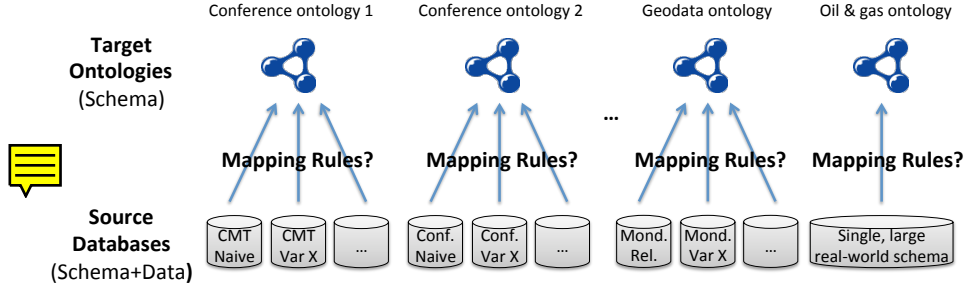 Conference ontology 1
Conference ontology 2
Geodata ontology
Oil & gas ontology
Target
Ontologies
(Schema)
...
Mapping Rules?
Mapping Rules?
Mapping Rules?
Mapping Rules?
Source
Databases
(Schema+Data)
CMT
Naive
CMT
Var X
...
Conf.
Naive
Conf.
Var X
...
Mond.
Rel.
Mond.
Var X
...
Single, large
real-world schema